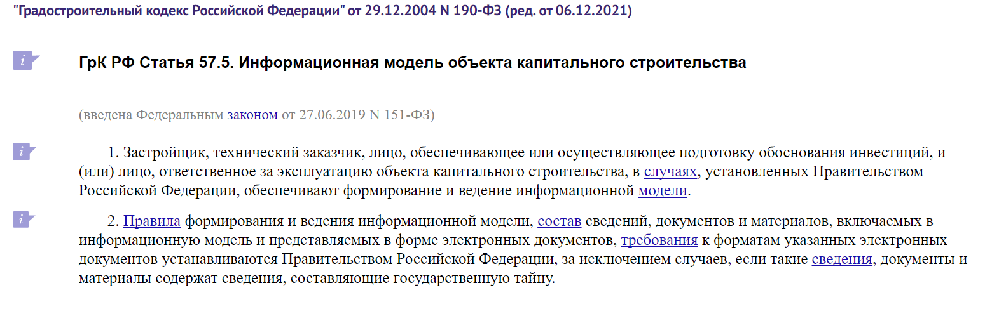 "Градостроительный кодекс Российской Федерации" от 29.12.2004 N 190-ФЗ (ред. от 06.12.2021)
i
ГрК РФ Статья 57.5. Информационная модель объекта капитального строительства
(введена Федеральным законом от 27.06.2019 N 151-ФЗ)
i
1. Застройщик, технический заказчик, лицо, обеспечивающее или осуществляющее подготовку обоснования инвестиций, и
(или) лицо, ответственное за эксплуатацию объекта капитального строительства, в случаях, установленных Правительством
Российской Федерации, обеспечивают формирование и ведение информационной модели.
i
2. Правила формирования и ведения информационной модели, состав сведений, документов и материалов, включаемых в
информационную модель и представляемых в форме электронных документов, требования к форматам указанных электронных
документов устанавливаются Правительством Российской Федерации, за исключением случаев, если такие сведения, документы и
материалы содержат сведения, составляющие государственную тайну.